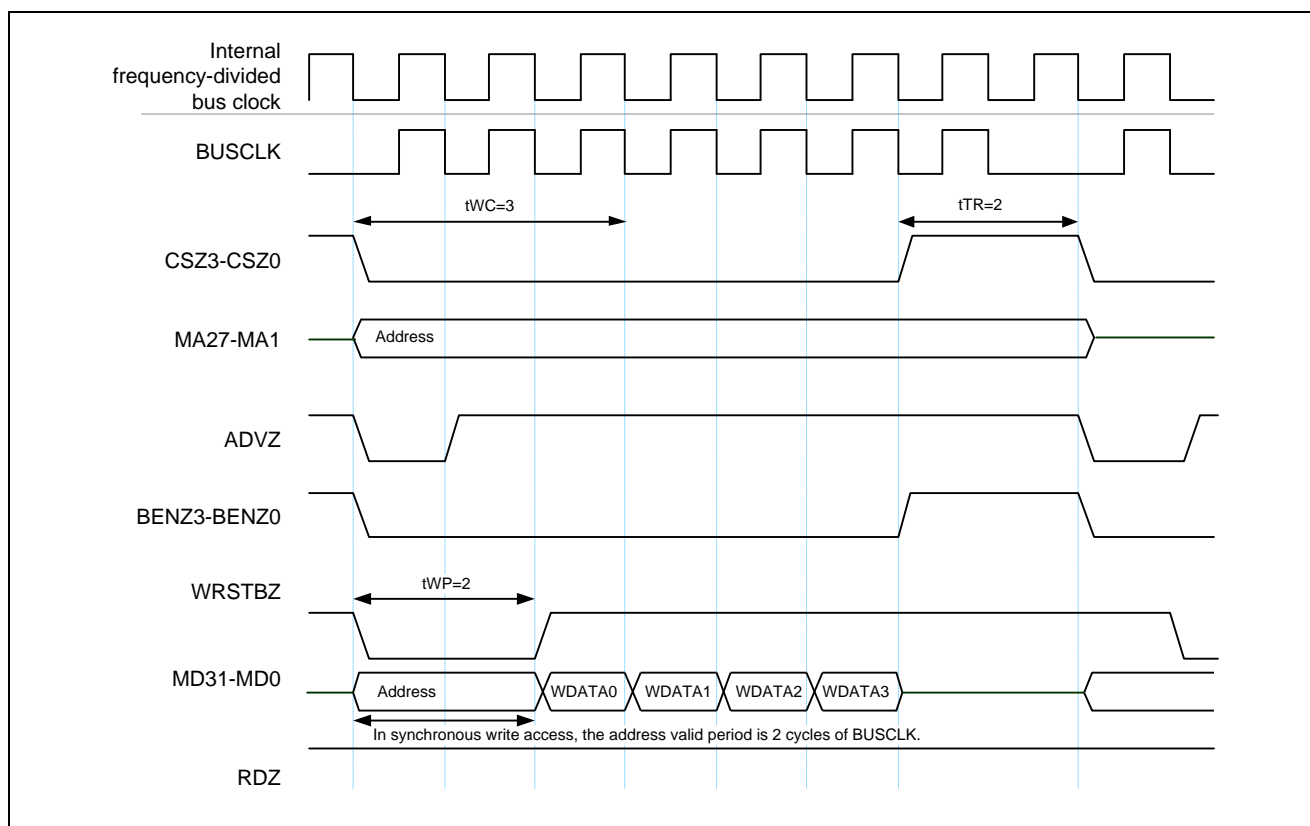 Internal
frequency-divided
bus clock
BUSCLK
tWC=3
tTR=2
CSZ3-CSZ0
MA27-MA1
Address
ADVZ
BENZ3-BENZ0
WRSTBZ
tWP=2
MD31-MD0
Address
WDATA0
WDATA1
WDATA2
WDATA3
In synchronous write access, the address valid period is 2 cycles of BUSCLK.
RDZ